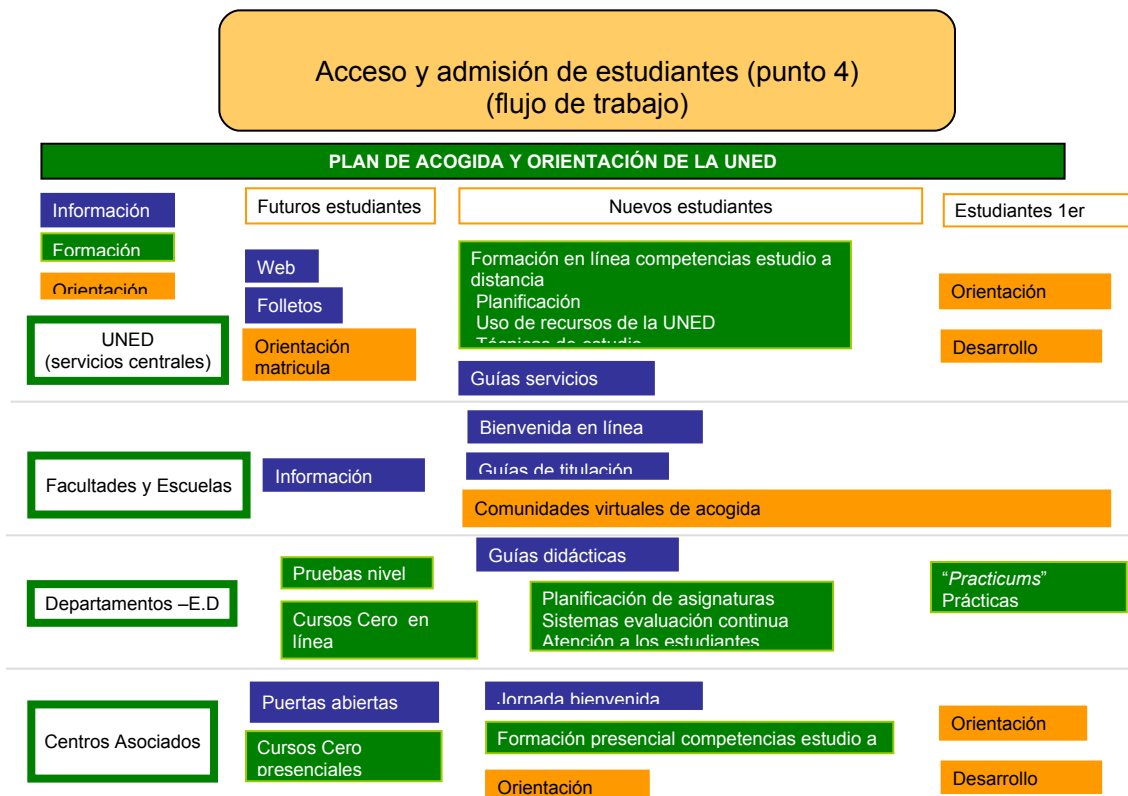 Acceso y admisión de estudiantes (punto 4)
(flujo de trabajo)
PLAN DE ACOGIDA Y ORIENTACIÓN DE LA UNED
Información
Formación
Orientación
Futuros estudiantes
Nuevos estudiantes
Estudiantes 1er
UNED
(servicios centrales)
Web
Folletos
Orientación
matricula
Formación en línea competencias estudio a
distancia
Planificación
Uso de recursos de la UNED
Técnicas de estudio
Guías servicios
Orientación
Desarrollo
Facultades y Escuelas
Información
Bienvenida en línea
Guías de titulación
Comunidades virtuales de acogida
Departamentos –E.D
Pruebas nivel
Cursos Cero en
línea
Guías didácticas
Planificación de asignaturas
Sistemas evaluación continua
Atención a los estudiantes
“Practicums”
Prácticas
Centros Asociados
Puertas abiertas
Cursos Cero
presenciales
Jornada bienvenida
Formación presencial competencias estudio a
Orientación
Orientación
Desarrollo